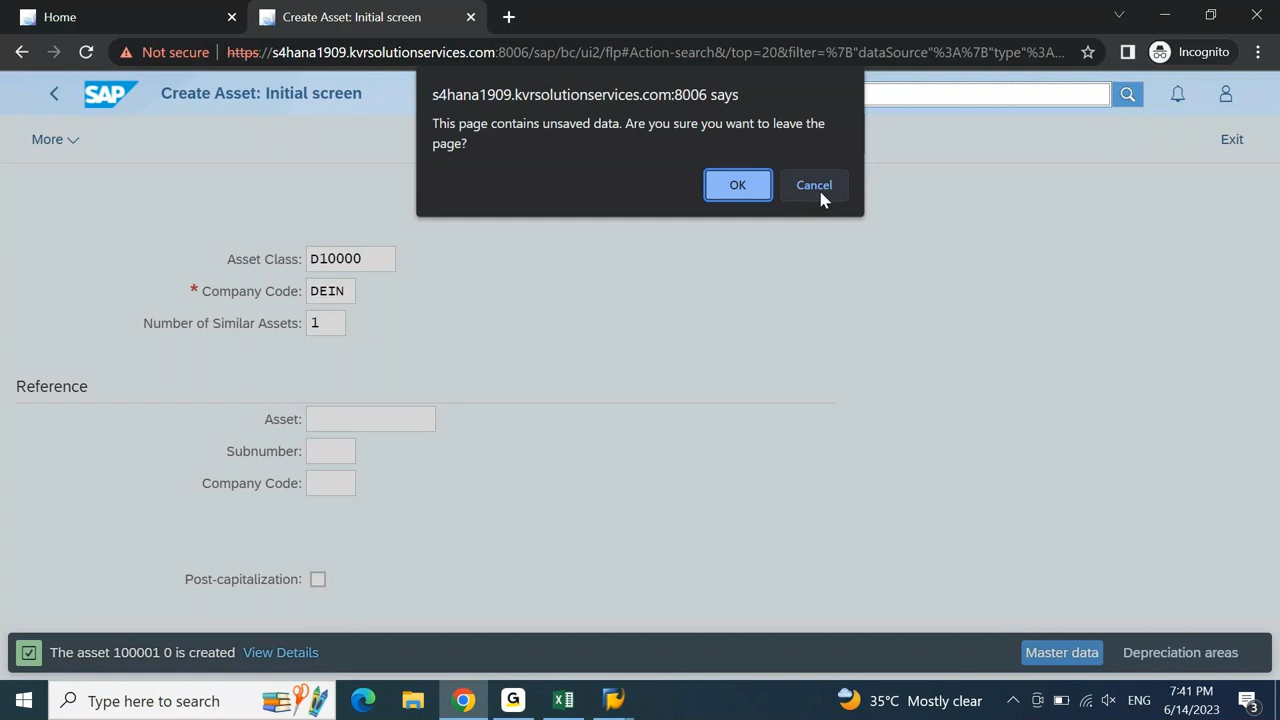 Home
Create Asset: Initial screen
Not secure
https://s4hana1909.kvrsolutionservices.com:8006/sap/bc/ui2/flp#Action-search&/top=20&filter=%7B"dataSource"%3A%7B"type"%3A...
Incognito
SAP
Create Asset: Initial screen
s4hana1909.kvrsolutionservices.com:8006 says
This page contains unsaved data. Are you sure you want to leave the
page?
More
Exit
OK
Cancel
Asset Class: D10000
* Company Code: DEIN
Number of Similar Assets: 1
Reference
Asset:
Subnumber:
Company Code:
Post-capitalization:
The asset 100001 0 is created View Details
Master data
Depreciation areas
Type here to search
G
35°C Mostly clear
ENG
7:41 PM
6/14/2023
3